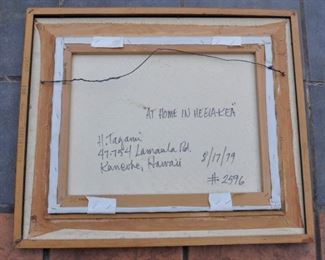 "AT HOME IN HEEIA-KEA"
H. Tagami
47-754 Lamaula Rd.
Kaneohe, Hawaii
8/17/79
#2596